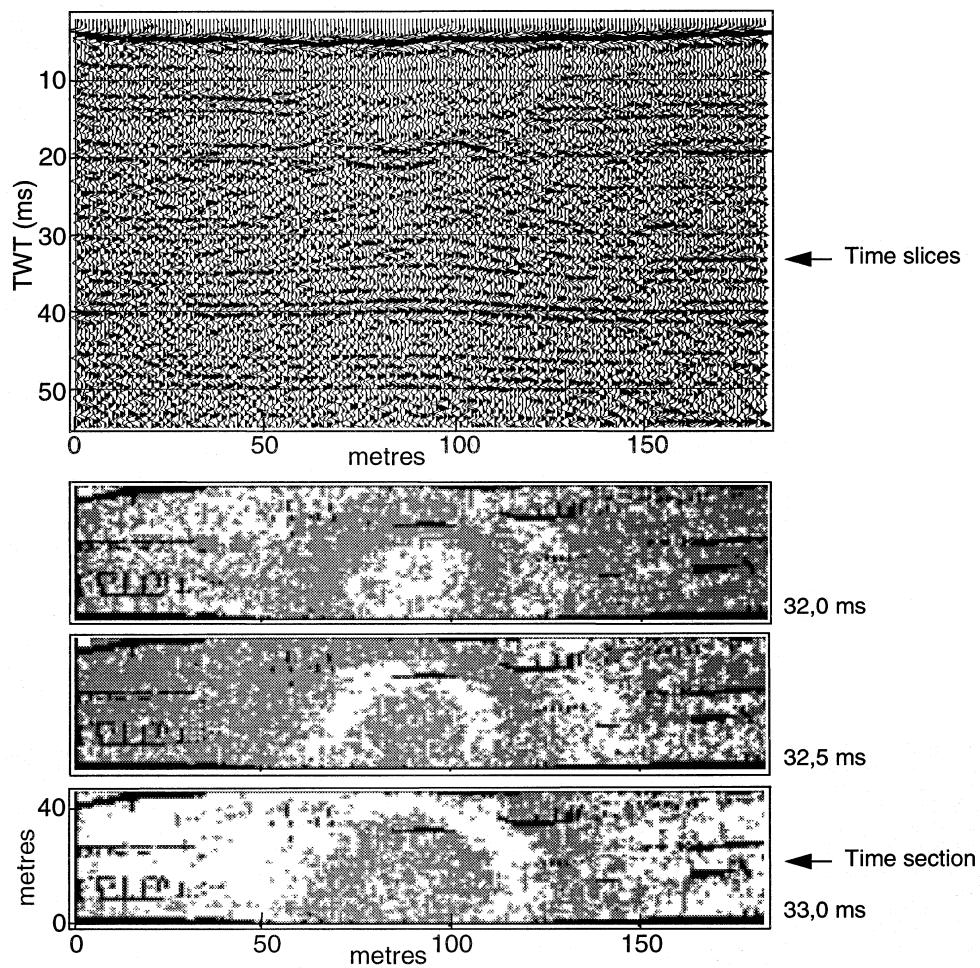 10
20
30
40
50
TWT (ms)
Time slices
0 50 100 150
metres
32,0 ms
32,5 ms
40
metres
0
Time section
33,0 ms
0 50 100 150
metres